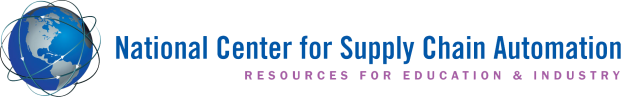 National Center for Supply Chain Automation
RESOURCES FOR EDUCATION & INDUSTRY